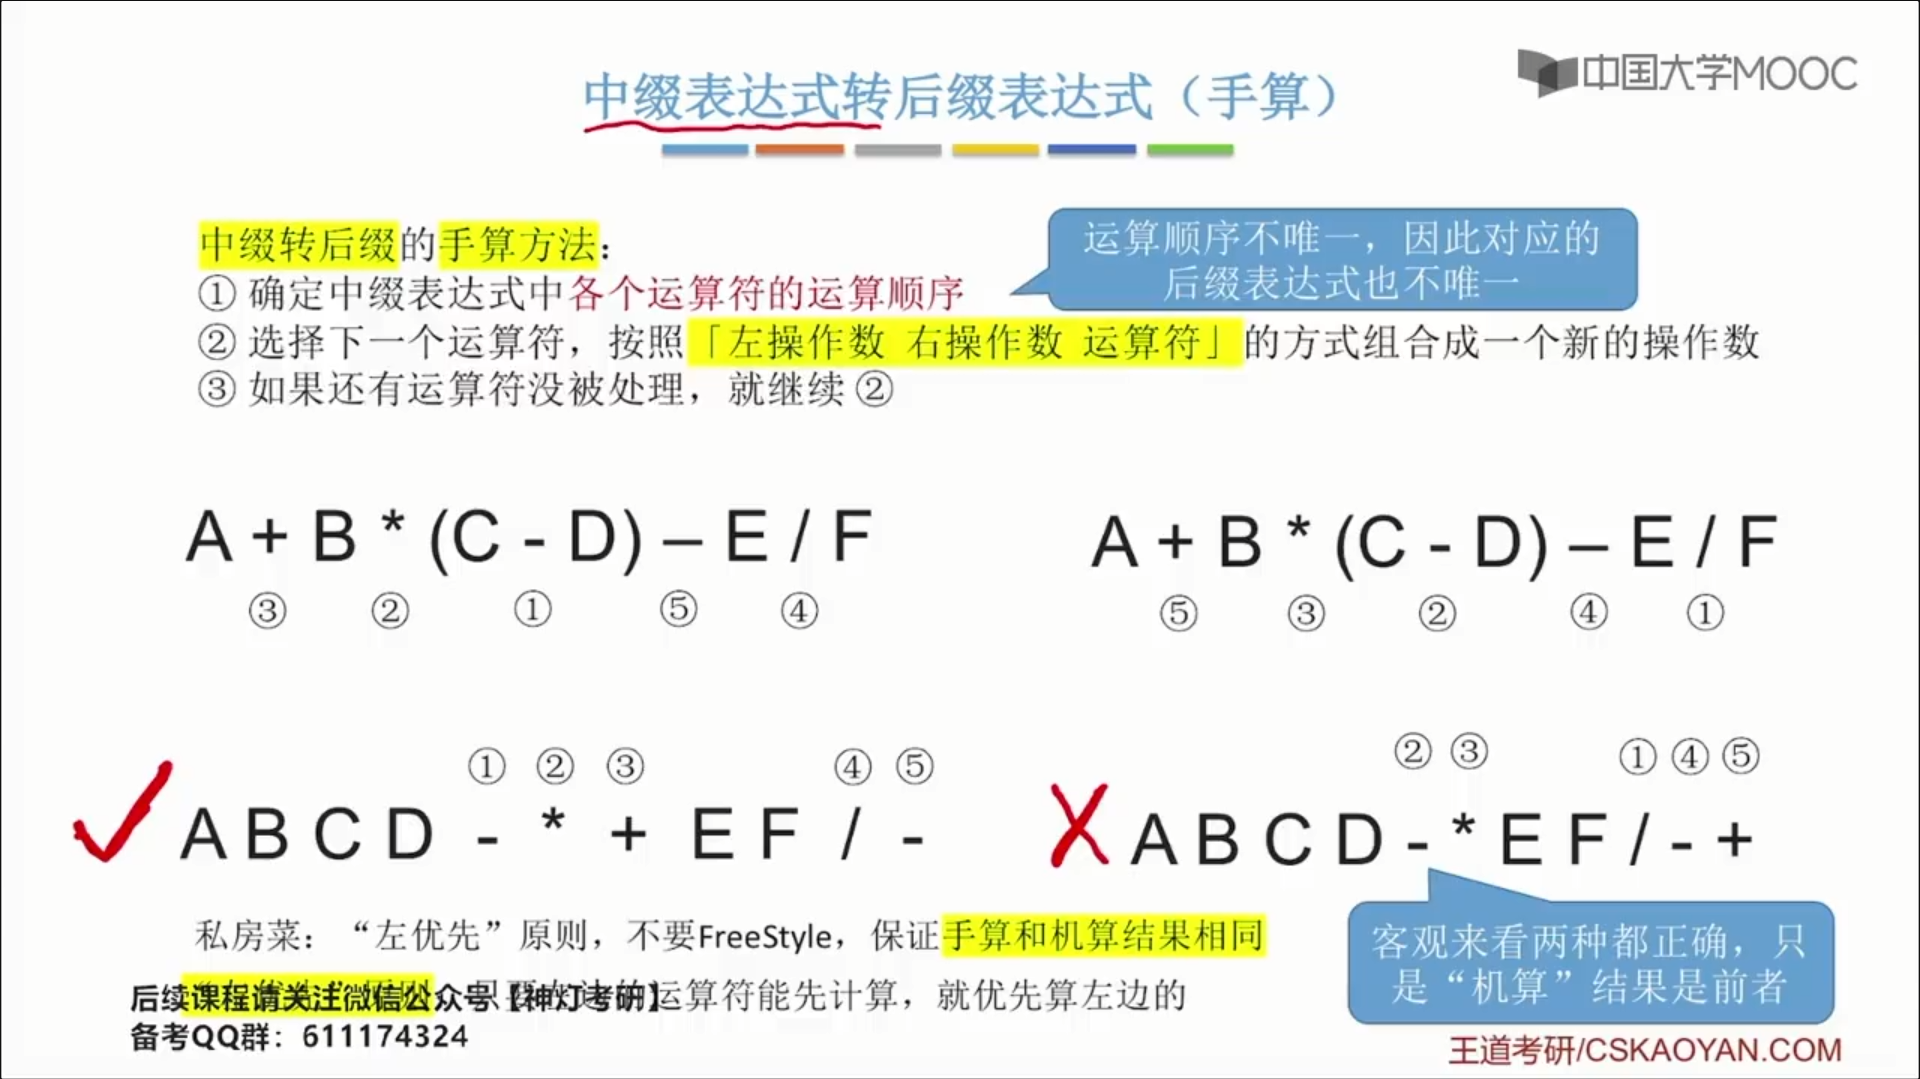 中国大学MOOC
中缀表达式转后缀表达式（手算）
中缀转后缀的手算方法：
① 确定中缀表达式中各个运算符的运算顺序
② 选择下一个运算符，按照「左操作数 右操作数 运算符」的方式组合成一个新的操作数
③ 如果还有运算符没被处理，就继续 ②
运算顺序不唯一，因此对应的
后缀表达式也不唯一
A + B * (C - D) – E / F
③ ② ① ⑤ ④
A + B * (C - D) – E / F
⑤ ③ ② ④ ①
① ② ③ ④ ⑤
A B C D - * + E F / -
② ③ ① ④ ⑤
A B C D - * E F / - +
私房菜：“左优先”原则，不要FreeStyle，保证手算和机算结果相同
运算符能先计算，就优先算左边的
后续课程请关注微信公众号【神灯考研】
备考QQ群：611174324
客观来看两种都正确，只
是“机算”结果是前者
王道考研/CSKAOYAN.COM